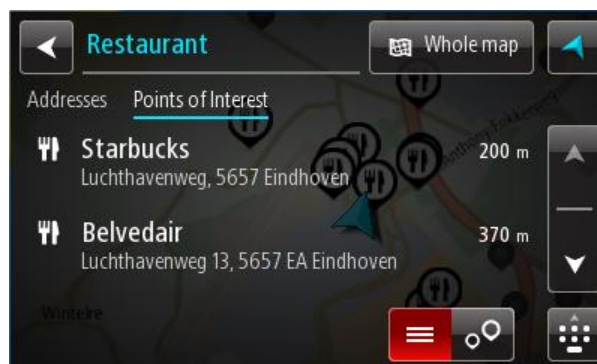 Restaurant
Whole map
Addresses Points of Interest
Starbucks
200 m
Luchthavenweg, 5657 Eindhoven
Belvedair
370 m
Luchthavenweg 13, 5657 EA Eindhoven
Wintelre